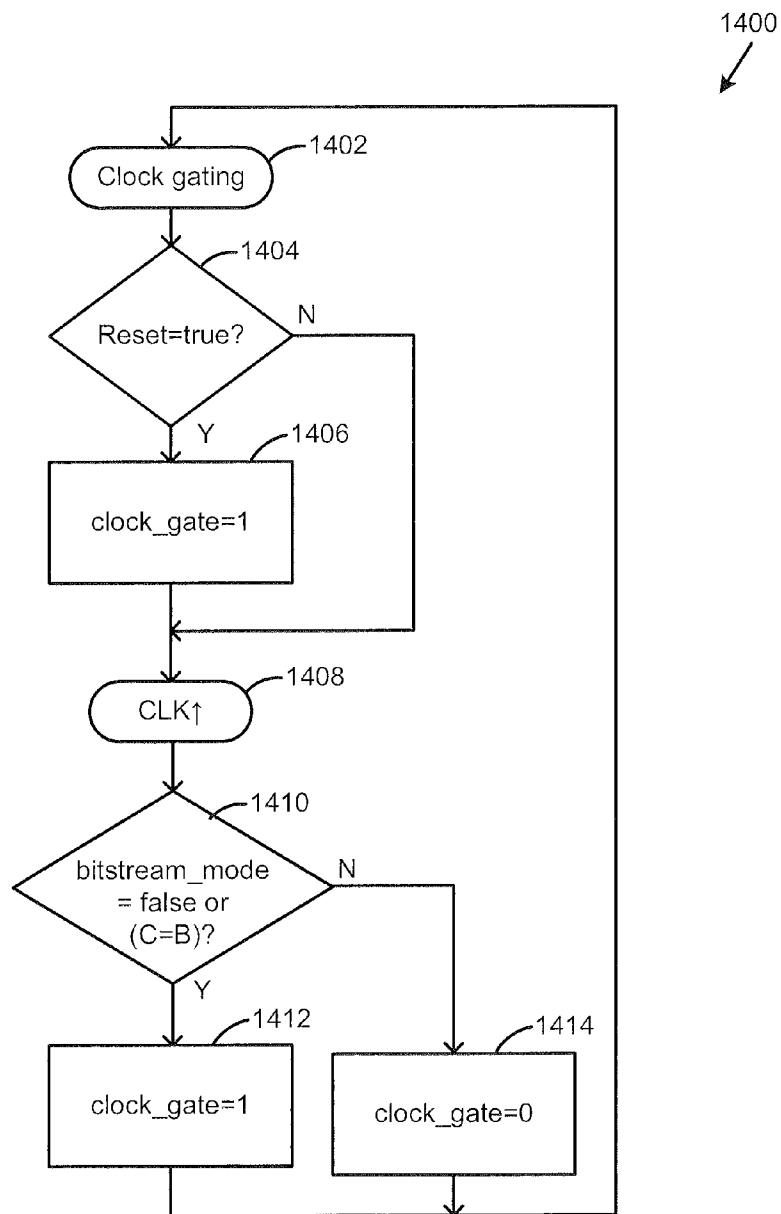 1400
1402
Clock gating
1404
Reset=true?
N
Y
1406
clock_gate=1
1408
CLK↑
1410
bitstream_mode
= false or
(C=B)?
N
Y
1412
clock_gate=1
1414
clock_gate=0